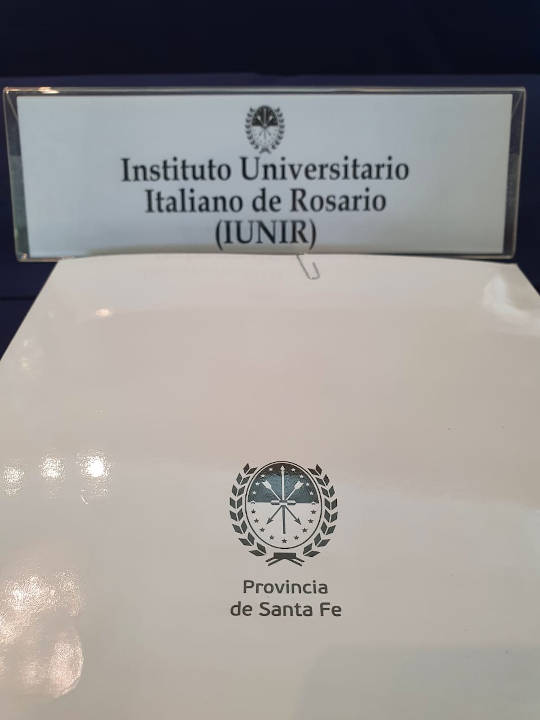 Instituto Universitario
Italiano de Rosario
(IUNIR)
Provincia
de Santa Fe